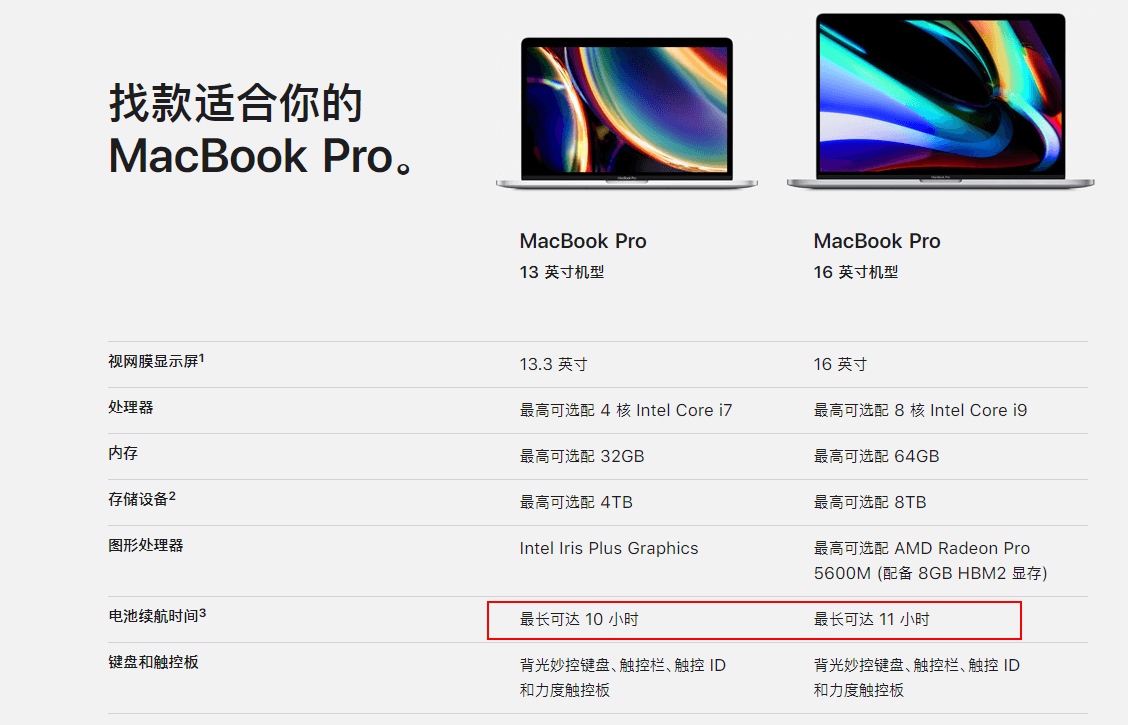 找款适合你的
MacBook Pro。
MacBook Pro
13 英寸机型
MacBook Pro
16 英寸机型
视网膜显示屏1 13.3 英寸 16 英寸
处理器 最高可选配 4 核 Intel Core i7 最高可选配 8 核 Intel Core i9
内存 最高可选配 32GB 最高可选配 64GB
存储设备2 最高可选配 4TB 最高可选配 8TB
图形处理器 Intel Iris Plus Graphics 最高可选配 AMD Radeon Pro
5600M (配备 8GB HBM2 显存)
电池续航时间3 最长可达 10 小时 最长可达 11 小时
键盘和触控板 背光妙控键盘、触控栏、触控 ID 背光妙控键盘、触控栏、触控 ID
和力度触控板 和力度触控板